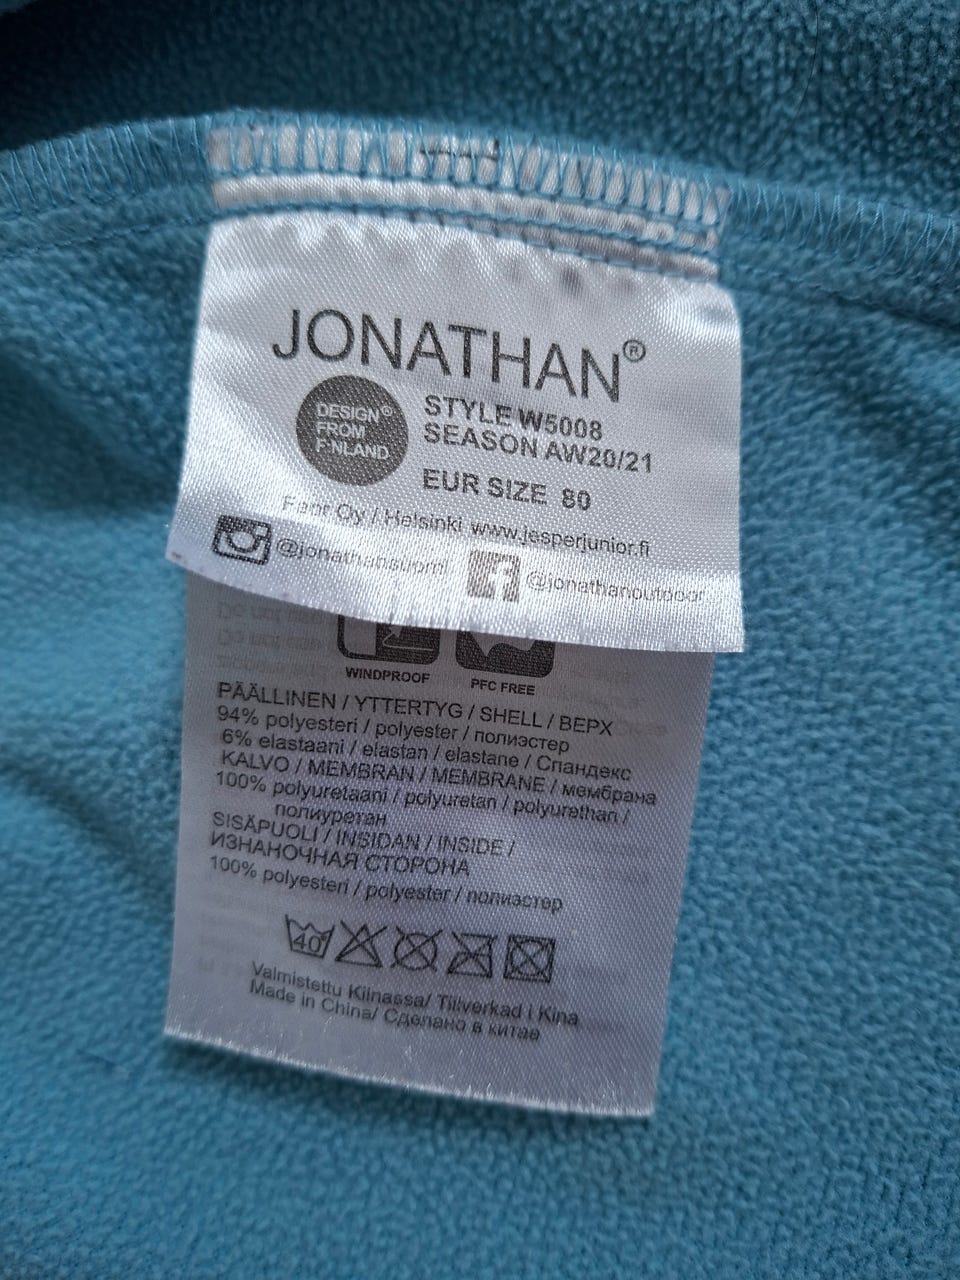 JONATHAN®
DESIGN®
FROM
FINLAND
STYLE W5008
SEASON AW20/21
EUR SIZE 80
Fenr Oy / Helsinki www.jesperjunior.fi
@jonathansuomi
@jonathanoutdoor
WINDPROOF
PFC FREE
PÄÄLLINEN / YTTERTYG / SHELL / ВЕРХ
94% polyesteri / polyester / полиэстер
6% elastaani / elastan / elastane / Спандекс
KALVO / MEMBRAN / MEMBRANE / мембрана
100% polyuretaani / polyuretan / polyurethan /
полиуретан
SISÄPUOLI / INSIDAN / INSIDE /
ИЗНАНОЧНАЯ СТОРОНА
100% polyesteri / polyester / полиэстер
40
Valmistettu Kiinassa/ Tillverkad i Kina
Made in China/ Сделано в китае